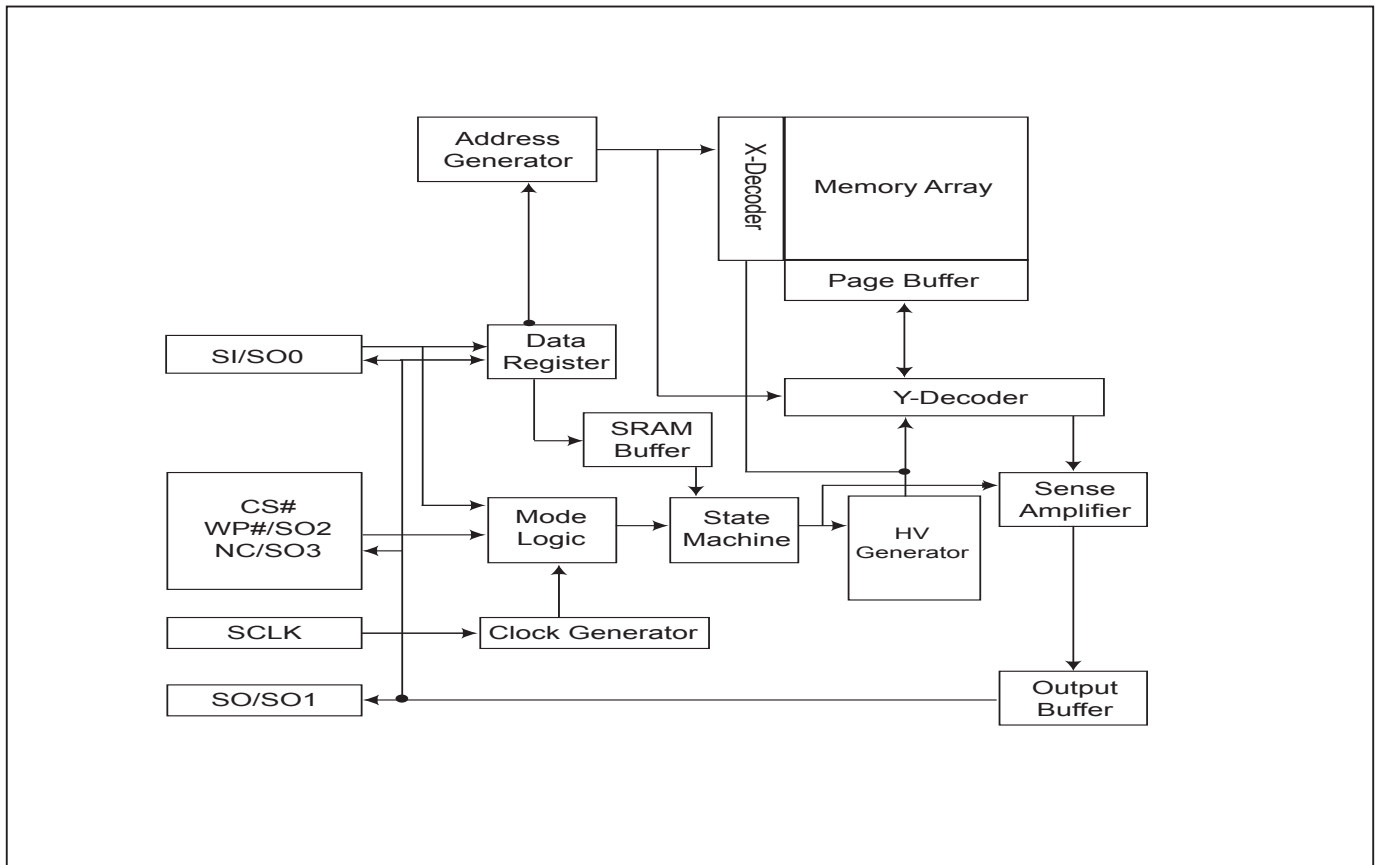 Address
Generator
X-Decoder
Memory Array
Page Buffer
SI/SO0
Data
Register
Y-Decoder
SRAM
Buffer
CS#
WP#/SO2
NC/SO3
Mode
Logic
State
Machine
HV
Generator
Sense
Amplifier
SCLK
Clock Generator
SO/SO1
Output
Buffer